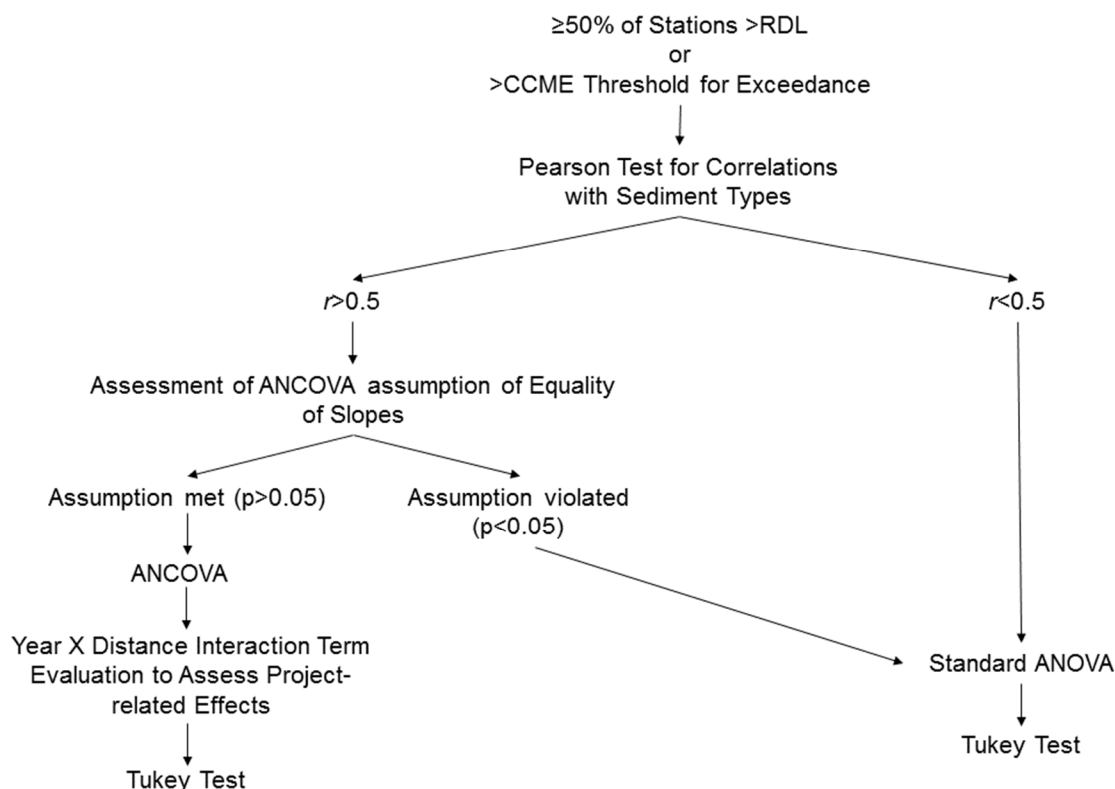 ≥50% of Stations >RDL
or
>CCME Threshold for Exceedance
Pearson Test for Correlations
with Sediment Types
r>0.5
r<0.5
Assessment of ANCOVA assumption of Equality
of Slopes
Assumption met (p>0.05)
Assumption violated
(p<0.05)
ANCOVA
Year X Distance Interaction Term
Evaluation to Assess Project-
related Effects
Standard ANOVA
Tukey Test
Tukey Test